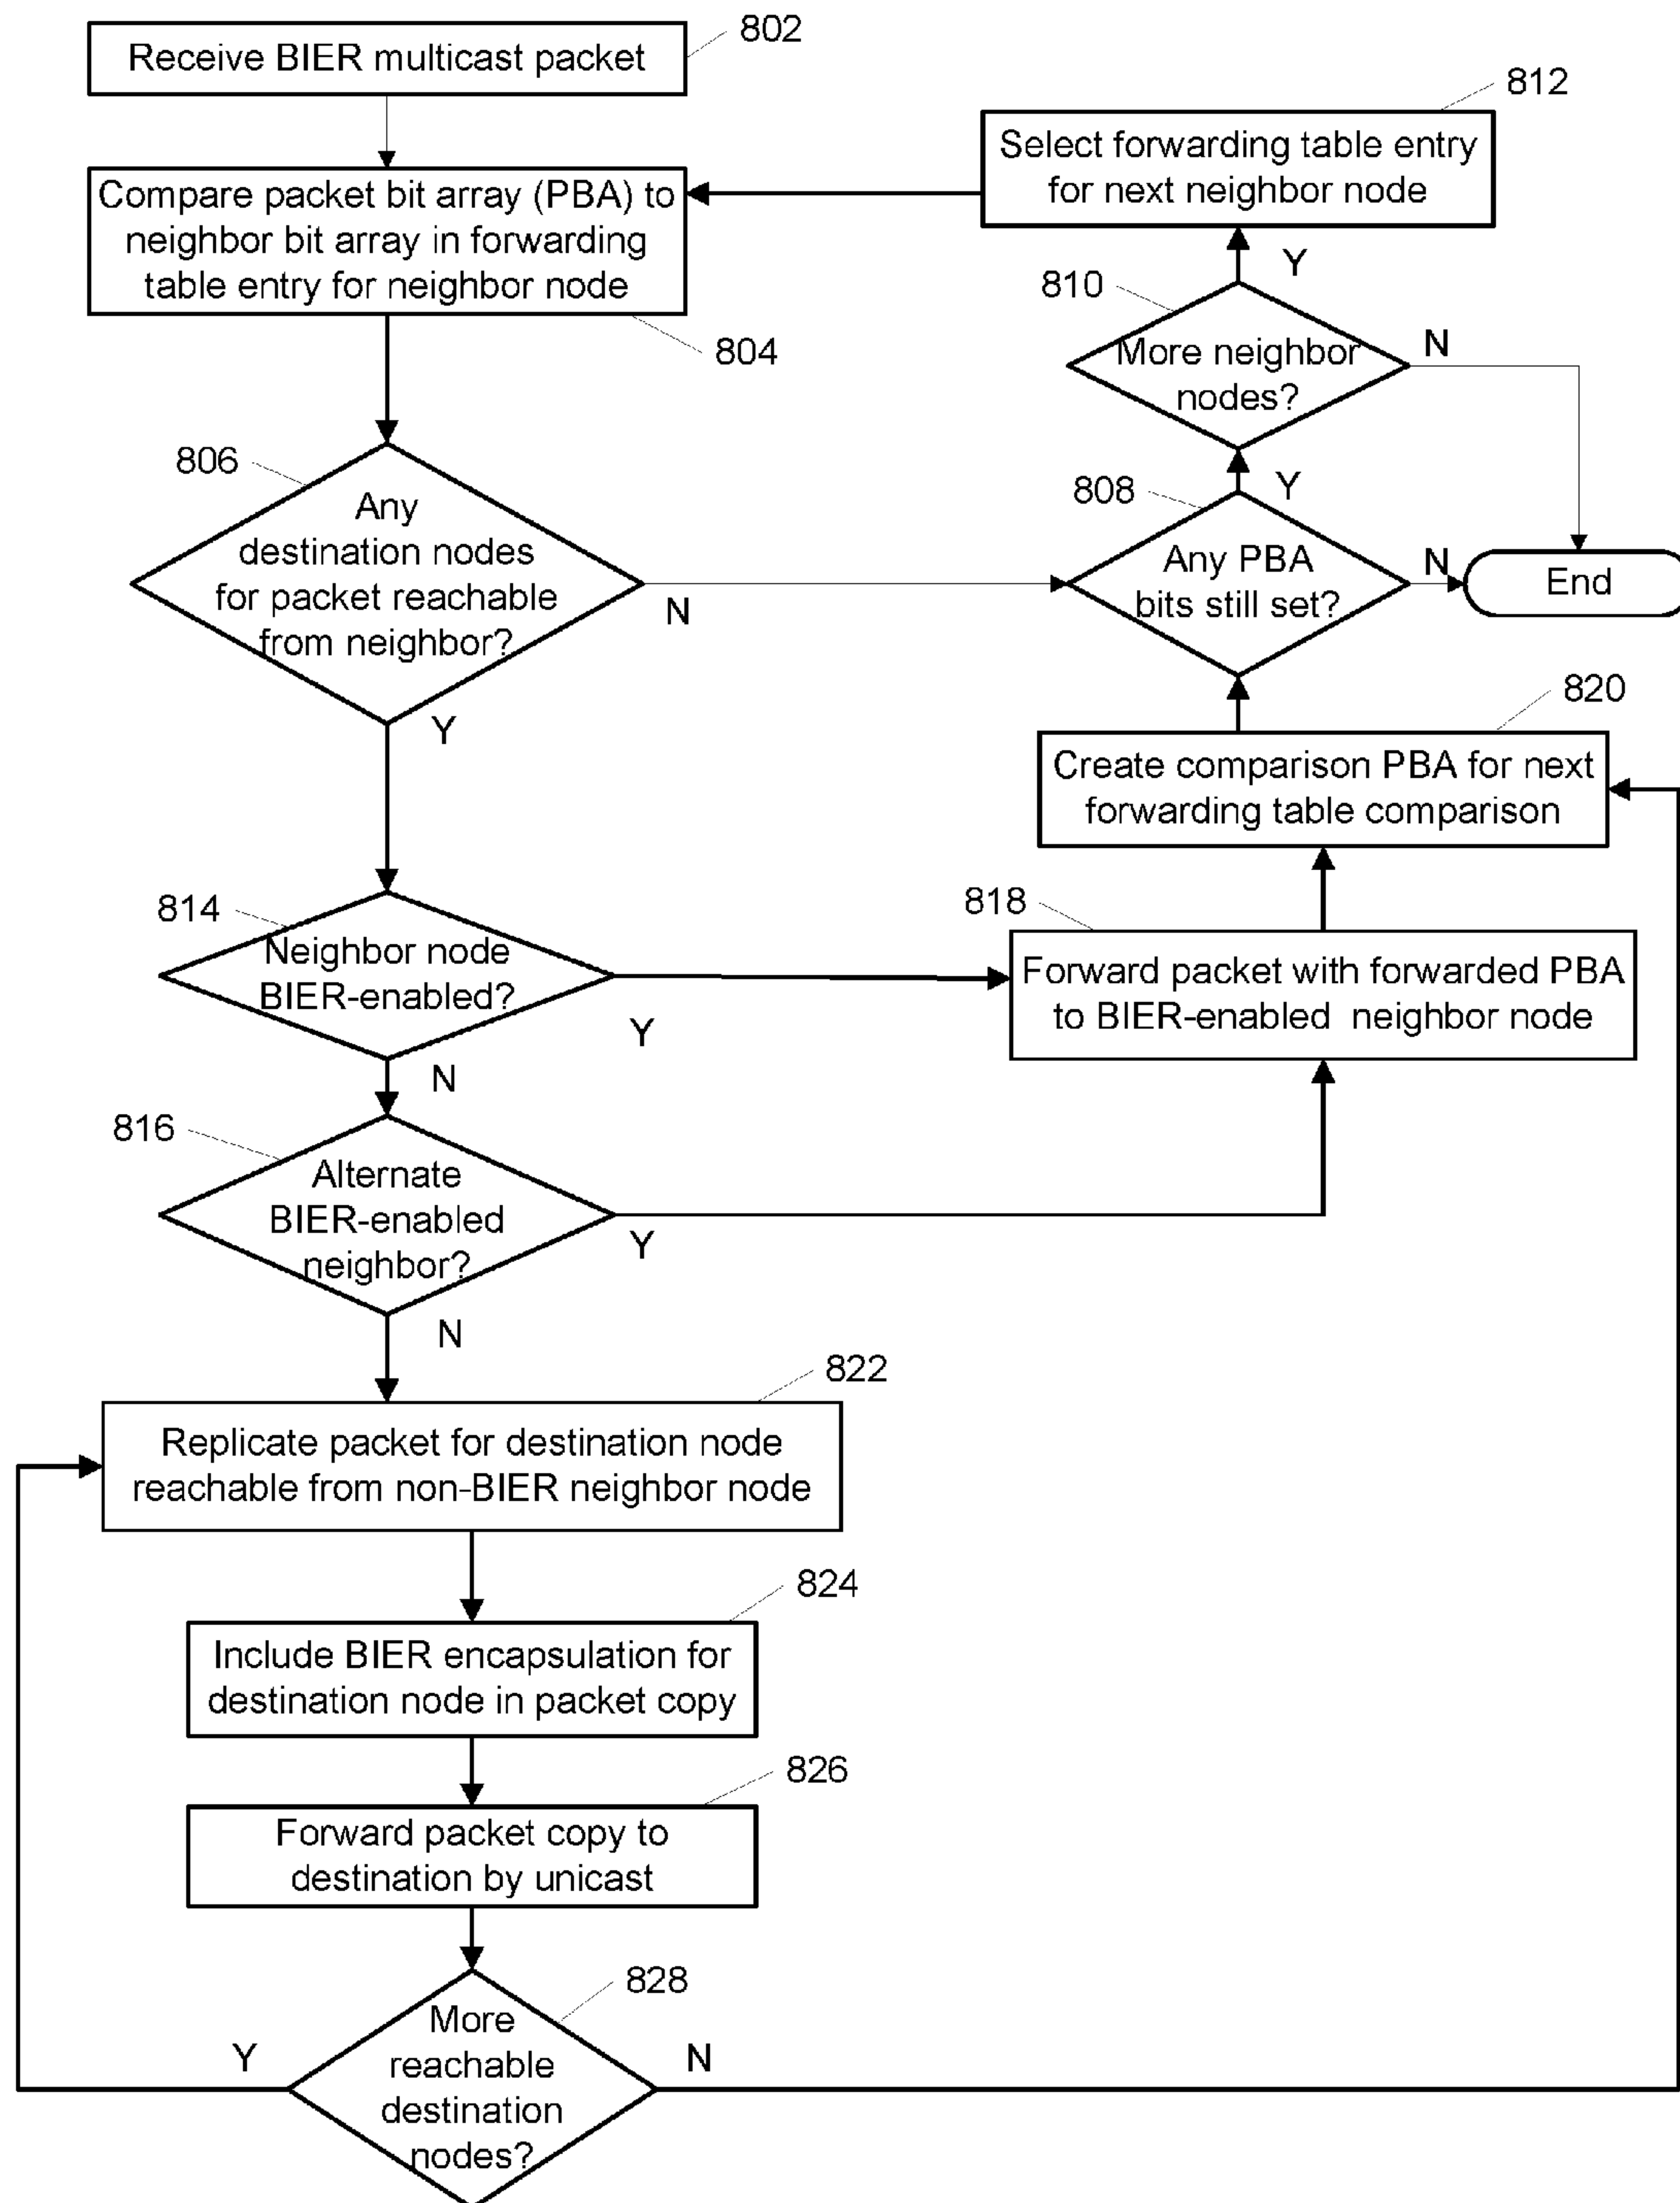 802
Receive BIER multicast packet
812
Select forwarding table entry
for next neighbor node
Compare packet bit array (PBA) to
neighbor bit array in forwarding
table entry for neighbor node
804
Y
810
More neighbor
nodes?
N
806
Any
destination nodes
for packet reachable
from neighbor?
N
Y
Y
808
Any PBA
bits still set?
N
End
820
Create comparison PBA for next
forwarding table comparison
814
Neighbor node
BIER-enabled?
Y
N
818
Forward packet with forwarded PBA
to BIER-enabled neighbor node
816
Alternate
BIER-enabled
neighbor?
Y
N
822
Replicate packet for destination node
reachable from non-BIER neighbor node
824
Include BIER encapsulation for
destination node in packet copy
826
Forward packet copy to
destination by unicast
828
More
reachable
destination
nodes?
Y
N